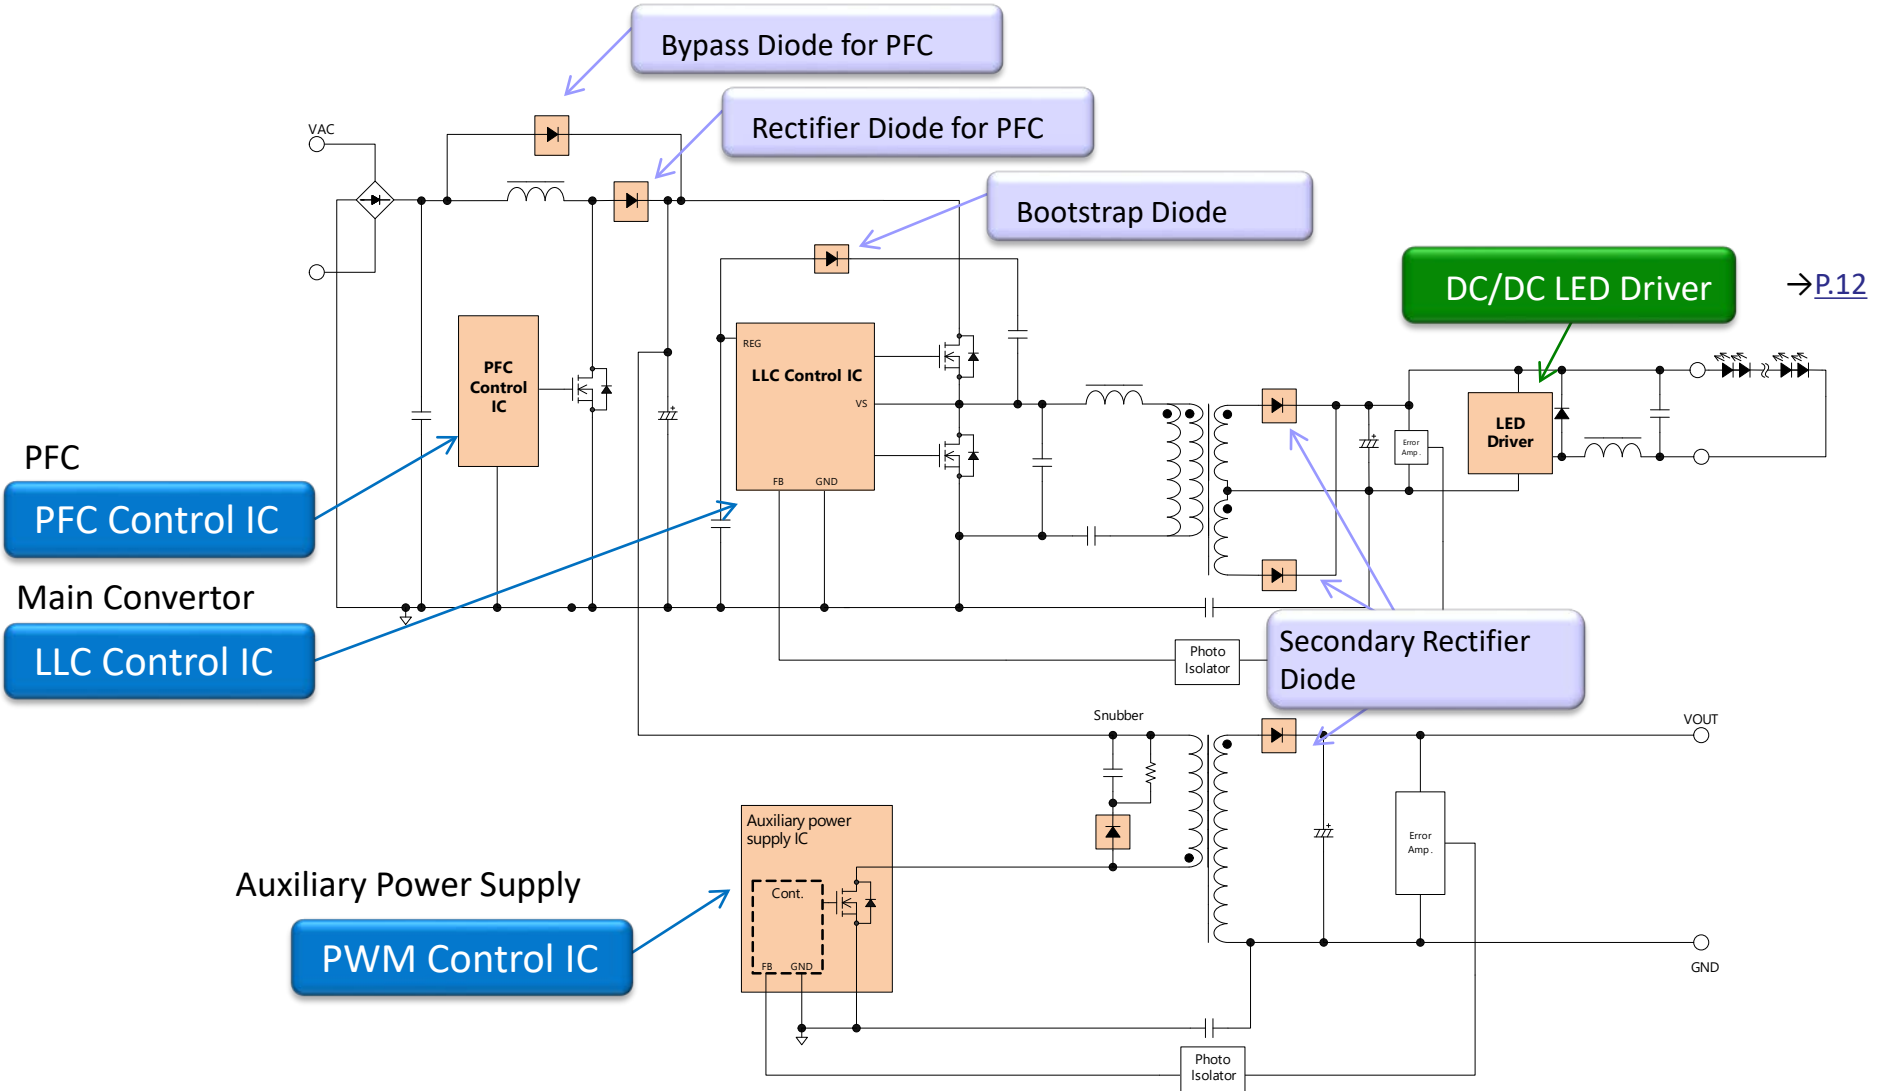 Bypass Diode for PFC
Rectifier Diode for PFC
VAC
Bootstrap Diode
DC/DC LED Driver
→P.12
REG
LLC Control IC
VS
FB
GND
PFC
Control
IC
LED
Driver
Error
Amp.
PFC
PFC Control IC
Main Convertor
LLC Control IC
Photo
Isolator
Secondary Rectifier
Diode
Snubber
VOUT
Auxiliary power
supply IC
Cont.
FB
GND
Error
Amp.
Auxiliary Power Supply
PWM Control IC
GND
Photo
Isolator